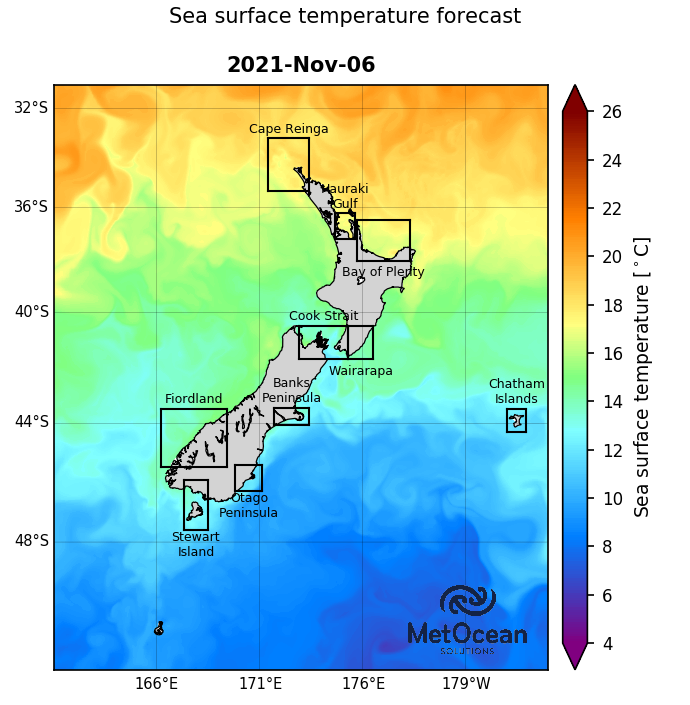 Sea surface temperature forecast
2021-Nov-06
32°S
36°S
40°S
44°S
48°S
166°E
171°E
176°E
179°W
Cape Reinga
Hauraki
Gulf
Bay of Plenty
Cook Strait
Wairarapa
Banks
Peninsula
Fiordland
Chatham
Islands
Otago
Peninsula
Stewart
Island
MetOcean
SOLUTIONS
26
24
22
20
18
16
14
12
10
8
6
4
Sea surface temperature [°C]